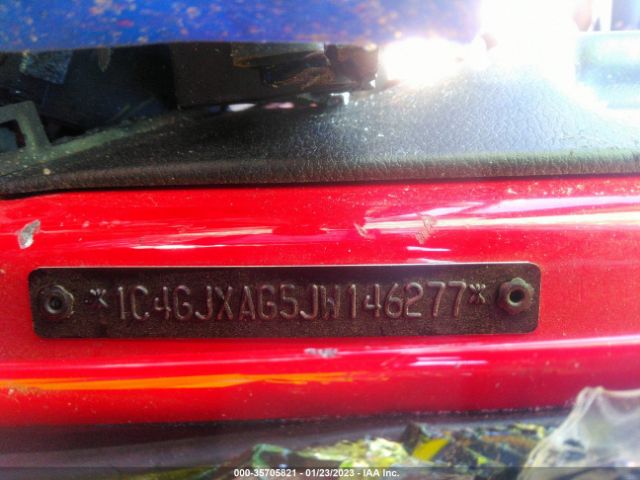 *1C4GJXAG5JW146277*
000-35705821 - 01/23/2023 - IAA Inc.